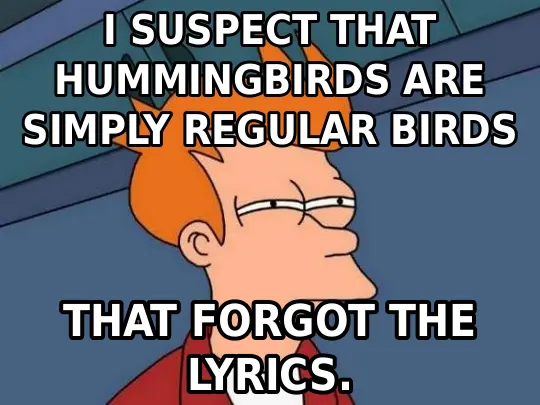 I SUSPECT THAT
HUMMINGBIRDS ARE
SIMPLY REGULAR BIRDS
THAT FORGOT THE
LYRICS.